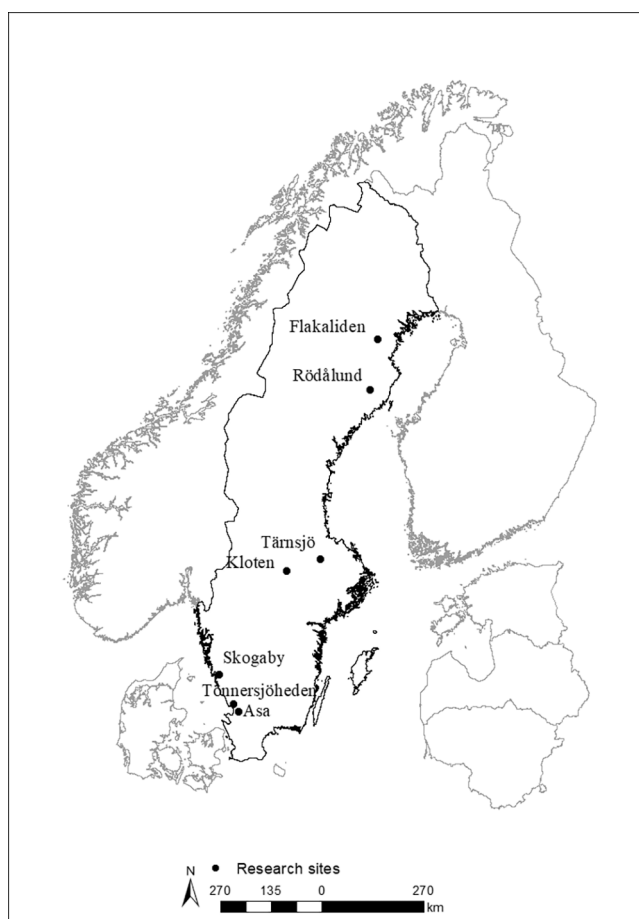 Flakaliden
Rödålund
Tärnsjö
Kloten
Skogaby
Tönnersjöheden
Asa
N
Research sites
270 135 0 270
km